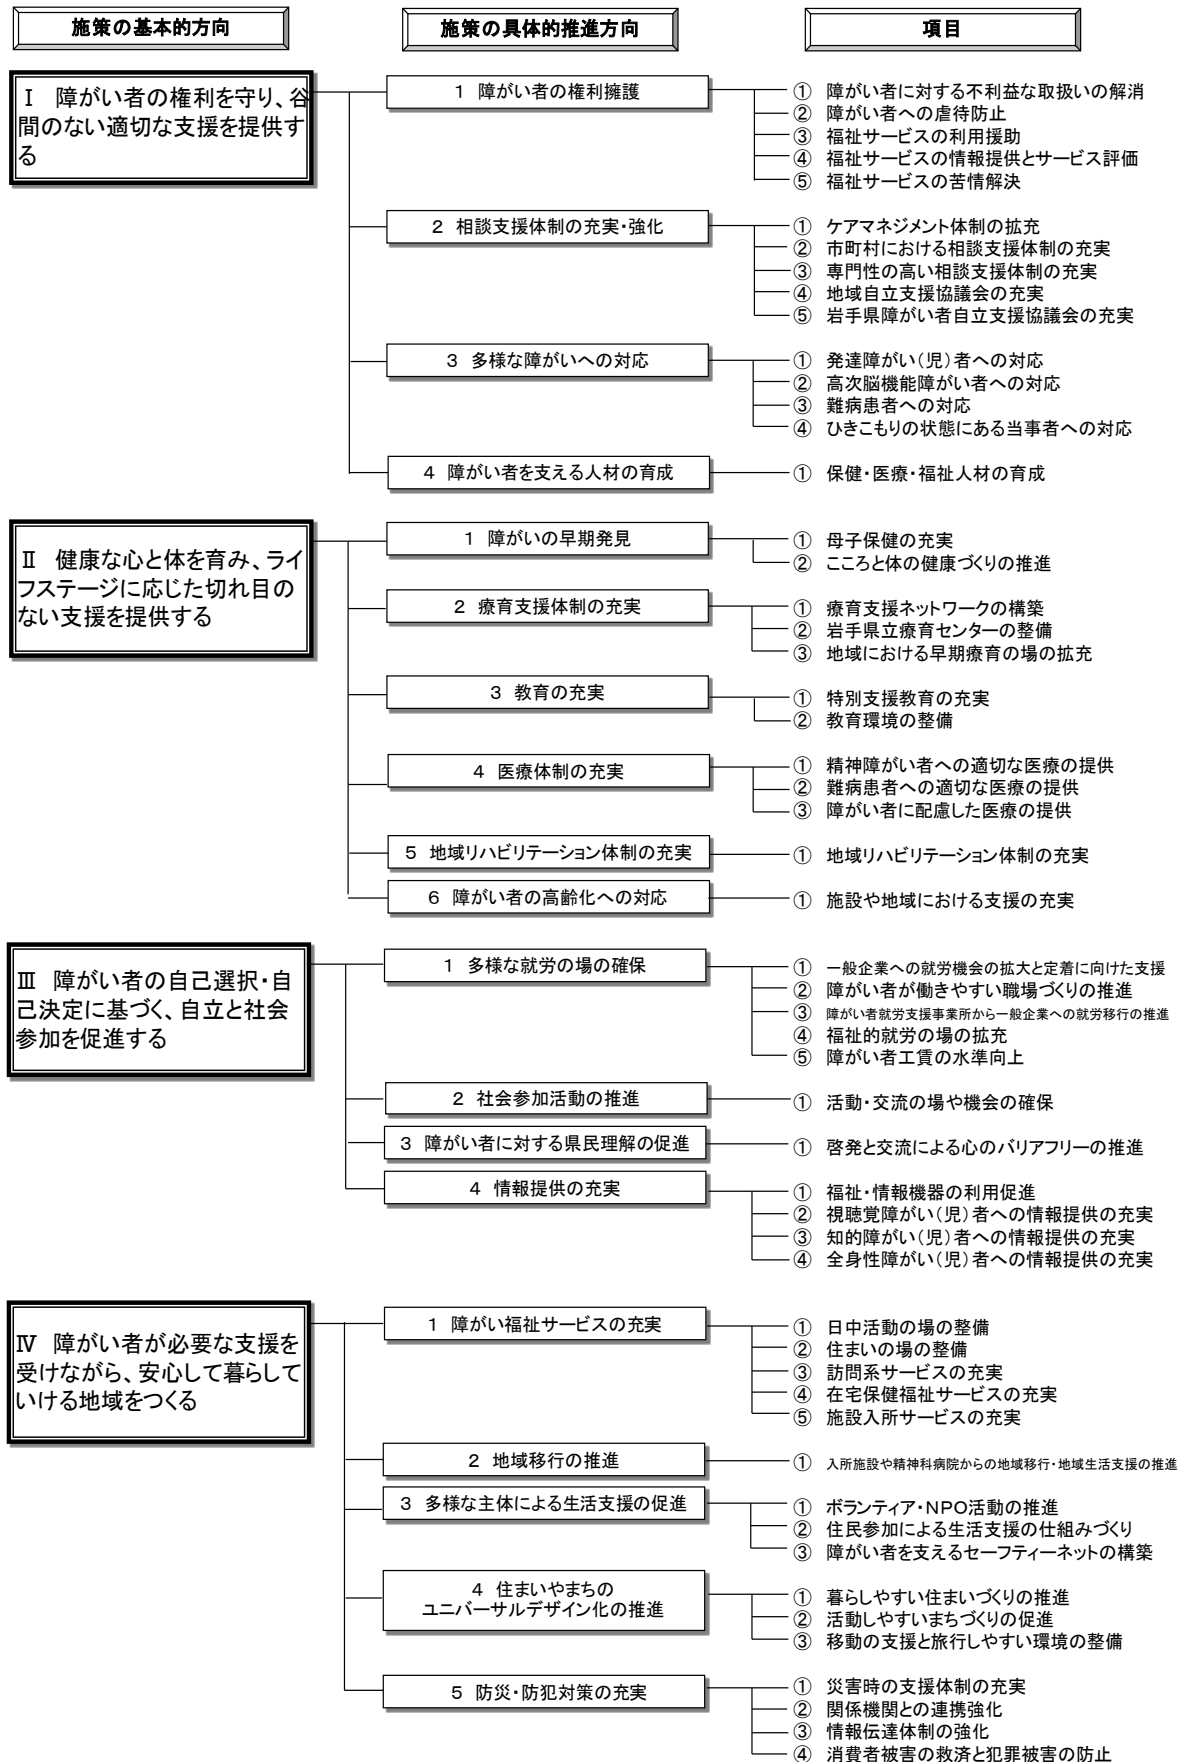 施策の基本的方向
施策の具体的推進方向
項目
Ⅰ　障がい者の権利を守り、谷
間のない適切な支援を提供す
る
1　障がい者の権利擁護
①　障がい者に対する不利益な取扱いの解消
②　障がい者への虐待防止
③　福祉サービスの利用援助
④　福祉サービスの情報提供とサービス評価
⑤　福祉サービスの苦情解決
2　相談支援体制の充実・強化
①　ケアマネジメント体制の拡充
②　市町村における相談支援体制の充実
③　専門性の高い相談支援体制の充実
④　地域自立支援協議会の充実
⑤　岩手県障がい者自立支援協議会の充実
3　多様な障がいへの対応
①　発達障がい（児）者への対応
②　高次脳機能障がい者への対応
③　難病患者への対応
④　ひきこもりの状態にある当事者への対応
4　障がい者を支える人材の育成
①　保健・医療・福祉人材の育成
Ⅱ　健康な心と体を育み、ライ
フステージに応じた切れ目の
ない支援を提供する
1　障がいの早期発見
①　母子保健の充実
②　こころと体の健康づくりの推進
2　療育支援体制の充実
①　療育支援ネットワークの構築
②　岩手県立療育センターの整備
③　地域における早期療育の場の拡充
3　教育の充実
①　特別支援教育の充実
②　教育環境の整備
4　医療体制の充実
①　精神障がい者への適切な医療の提供
②　難病患者への適切な医療の提供
③　障がい者に配慮した医療の提供
5　地域リハビリテーション体制の充実
①　地域リハビリテーション体制の充実
6　障がい者の高齢化への対応
①　施設や地域における支援の充実
Ⅲ　障がい者の自己選択・自
己決定に基づく、自立と社会
参加を促進する
1　多様な就労の場の確保
①　一般企業への就労機会の拡大と定着に向けた支援
②　障がい者が働きやすい職場づくりの推進
③　障がい者就労支援事業所から一般企業への就労移行の推進
④　福祉的就労の場の拡充
⑤　障がい者工賃の水準向上
2　社会参加活動の推進
①　活動・交流の場や機会の確保
3　障がい者に対する県民理解の促進
①　啓発と交流による心のバリアフリーの推進
4　情報提供の充実
①　福祉・情報機器の利用促進
②　視聴覚障がい（児）者への情報提供の充実
③　知的障がい（児）者への情報提供の充実
④　全身性障がい（児）者への情報提供の充実
Ⅳ　障がい者が必要な支援を
受けながら、安心して暮らして
いける地域をつくる
1　障がい福祉サービスの充実
①　日中活動の場の整備
②　住まいの場の整備
③　訪問系サービスの充実
④　在宅保健福祉サービスの充実
⑤　施設入所サービスの充実
2　地域移行の推進
①　入所施設や精神科病院からの地域移行・地域生活支援の推進
3　多様な主体による生活支援の促進
①　ボランティア・NPO活動の推進
②　住民参加による生活支援の仕組みづくり
③　障がい者を支えるセーフティーネットの構築
4　住まいやまちの
ユニバーサルデザイン化の推進
①　暮らしやすい住まいづくりの推進
②　活動しやすいまちづくりの促進
③　移動の支援と旅行しやすい環境の整備
5　防災・防犯対策の充実
①　災害時の支援体制の充実
②　関係機関との連携強化
③　情報伝達体制の強化
④　消費者被害の救済と犯罪被害の防止